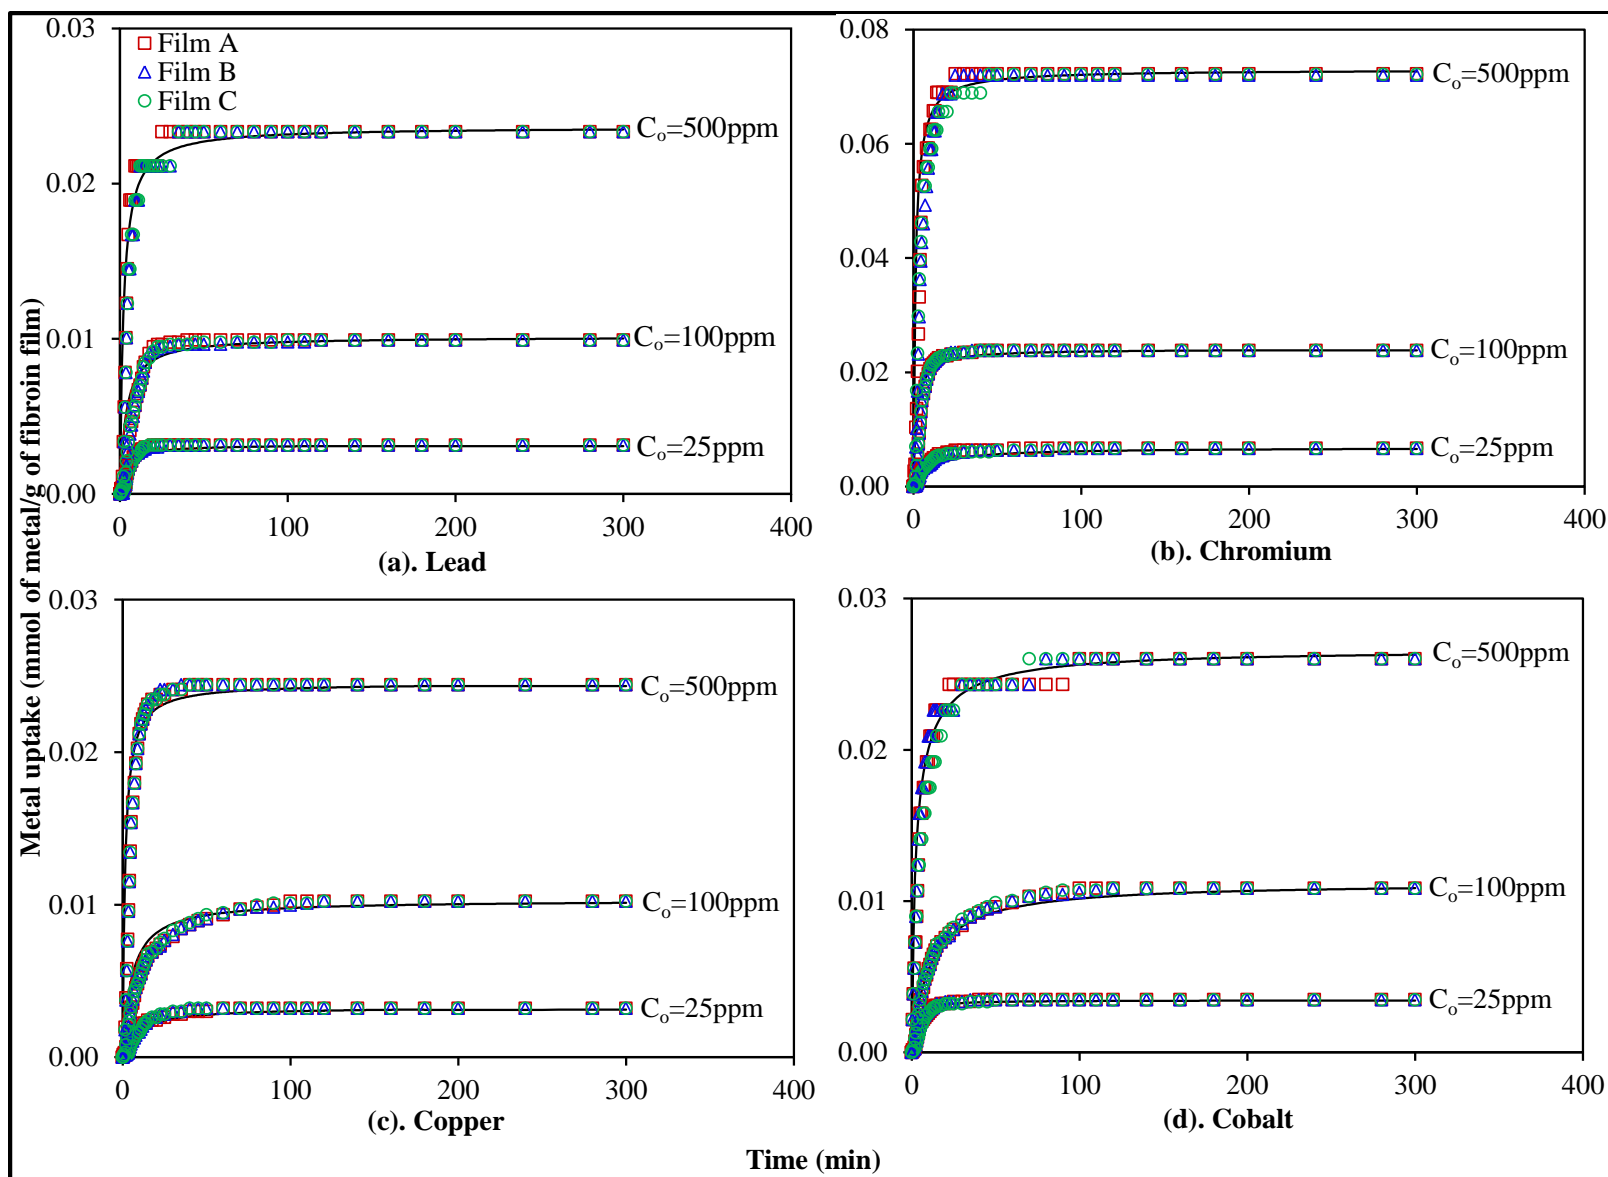 Metal uptake (mmol of metal/g of fibroin film)
0.03
0.02
0.01
0.00
Film A
Film B
Film C
Cₒ=500ppm
Cₒ=100ppm
Cₒ=25ppm
0 100 200 300 400
(a). Lead
0.08
0.06
0.04
0.02
0.00
Cₒ=500ppm
Cₒ=100ppm
Cₒ=25ppm
0 100 200 300 400
(b). Chromium
0.03
0.02
0.01
0.00
Cₒ=500ppm
Cₒ=100ppm
Cₒ=25ppm
0 100 200 300 400
(c). Copper
0.03
0.02
0.01
0.00
Cₒ=500ppm
Cₒ=100ppm
Cₒ=25ppm
0 100 200 300 400
(d). Cobalt
Time (min)